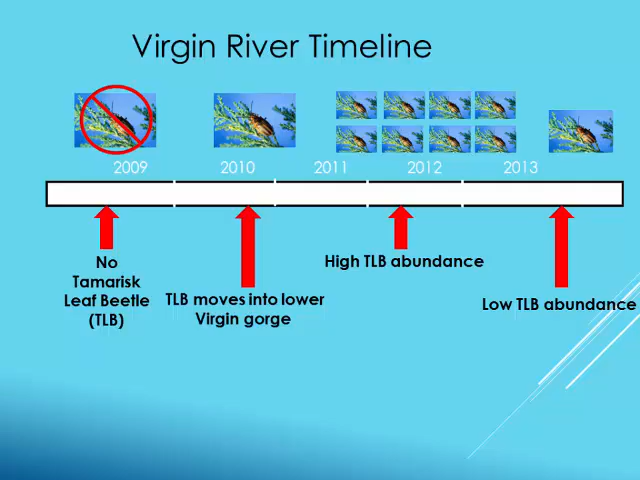 Virgin River Timeline
2009 2010 2011 2012 2013
No
Tamarisk
Leaf Beetle
(TLB)
TLB moves into lower
Virgin gorge
High TLB abundance
Low TLB abundance